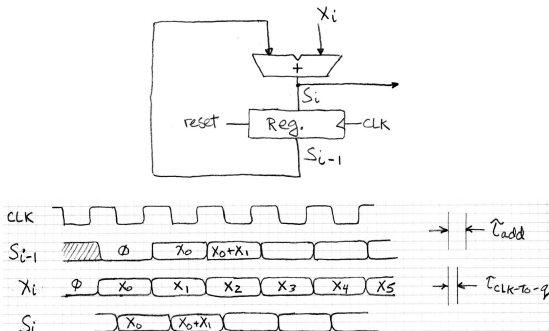 Xi
+
Si
reset
Reg.
CLK
Si-1
CLK
Si-1 ϕ X0 X0+X1
τadd
Xi ϕ X0 X1 X2 X3 X4 X5
τCLK-TO-q
Si X0 X0+X1